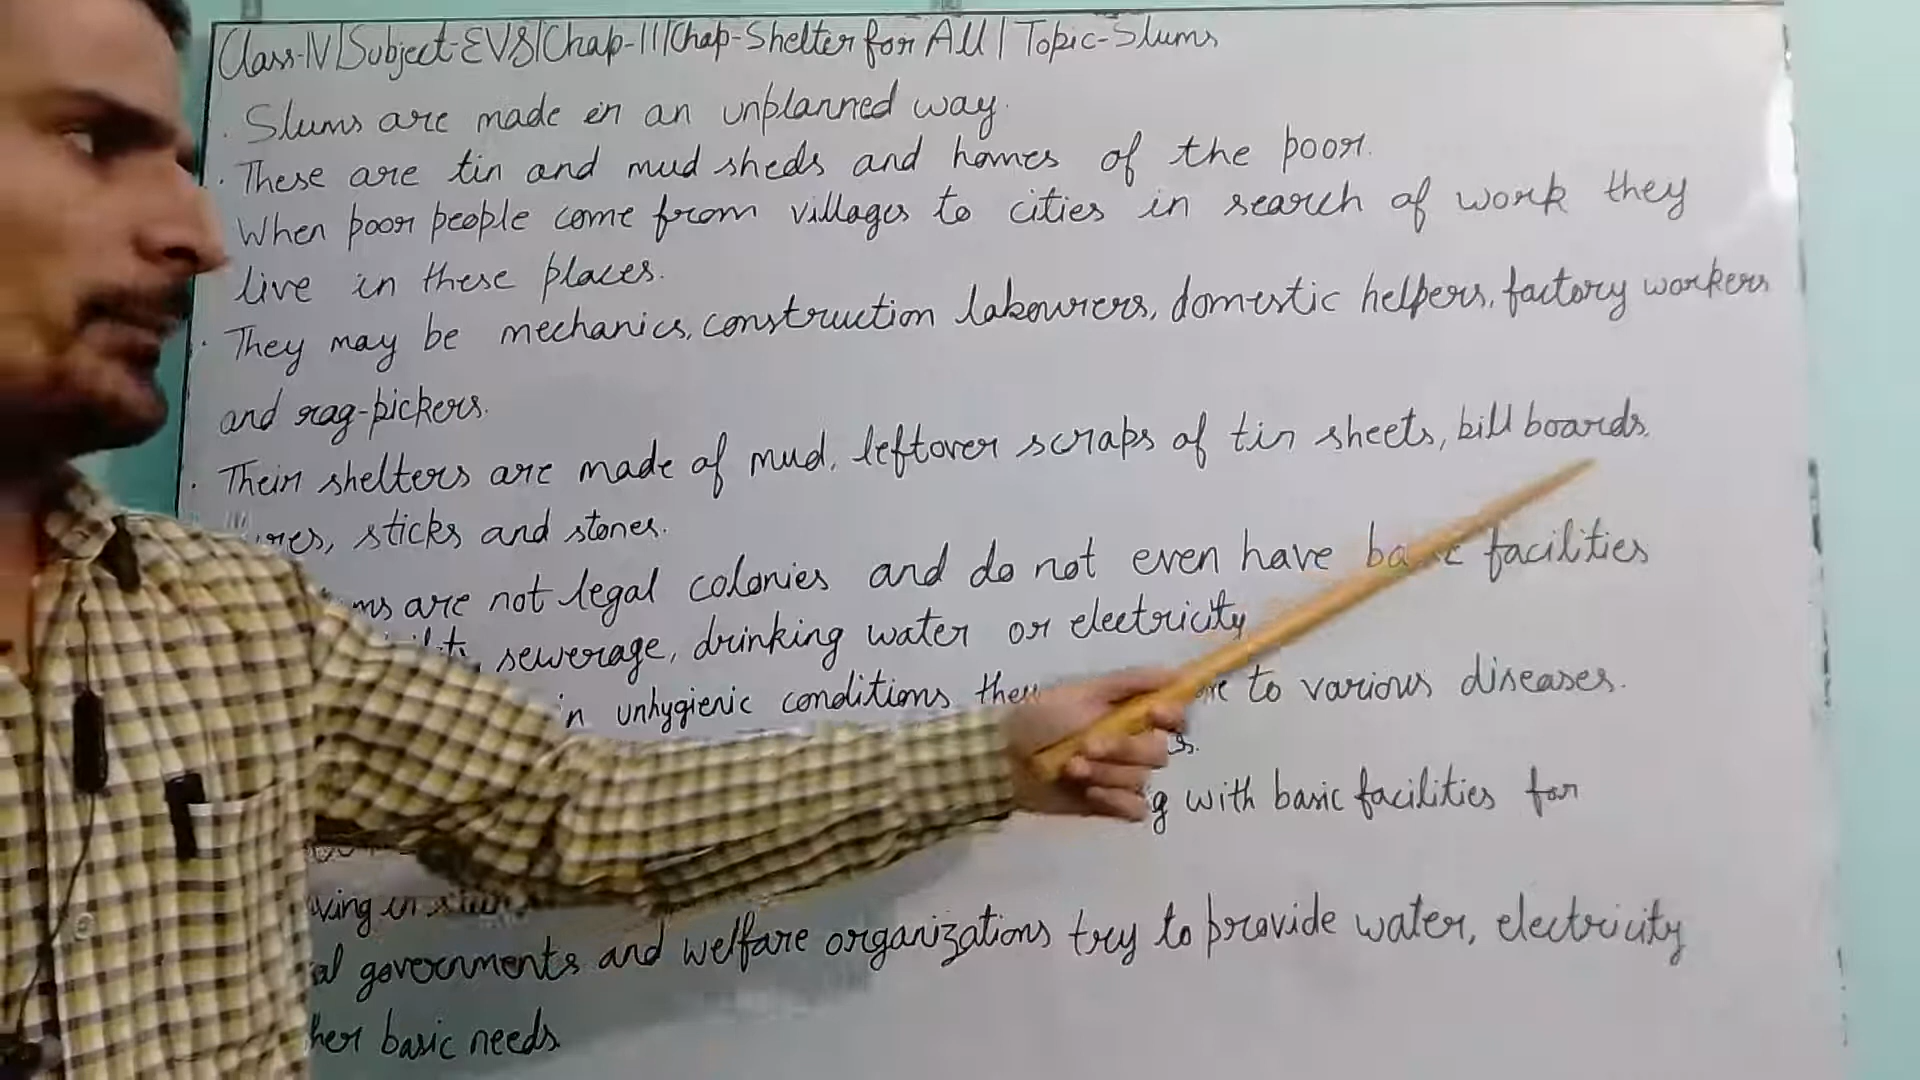 Class-IV|Subject-EVS|Chap-11|Chap-Shelter for All| Topic-Slums
. Slums are made in an unplanned way.
. These are tin and mud sheds and homes of the poor.
When poor people come from villages to cities in search of work they
live in these places.
. They may be mechanics, construction labourers, domestic helpers, factory workers
and rag-pickers.
. Their shelters are made of mud, leftover scraps of tin sheets, bill boards,
sticks and stones.
are not legal colonies and do not even have facilities
sewerage, drinking water or electricity
unhygienic conditions to various diseases.
with basic facilities for
governments and welfare organizations try to provide water, electricity
basic needs.